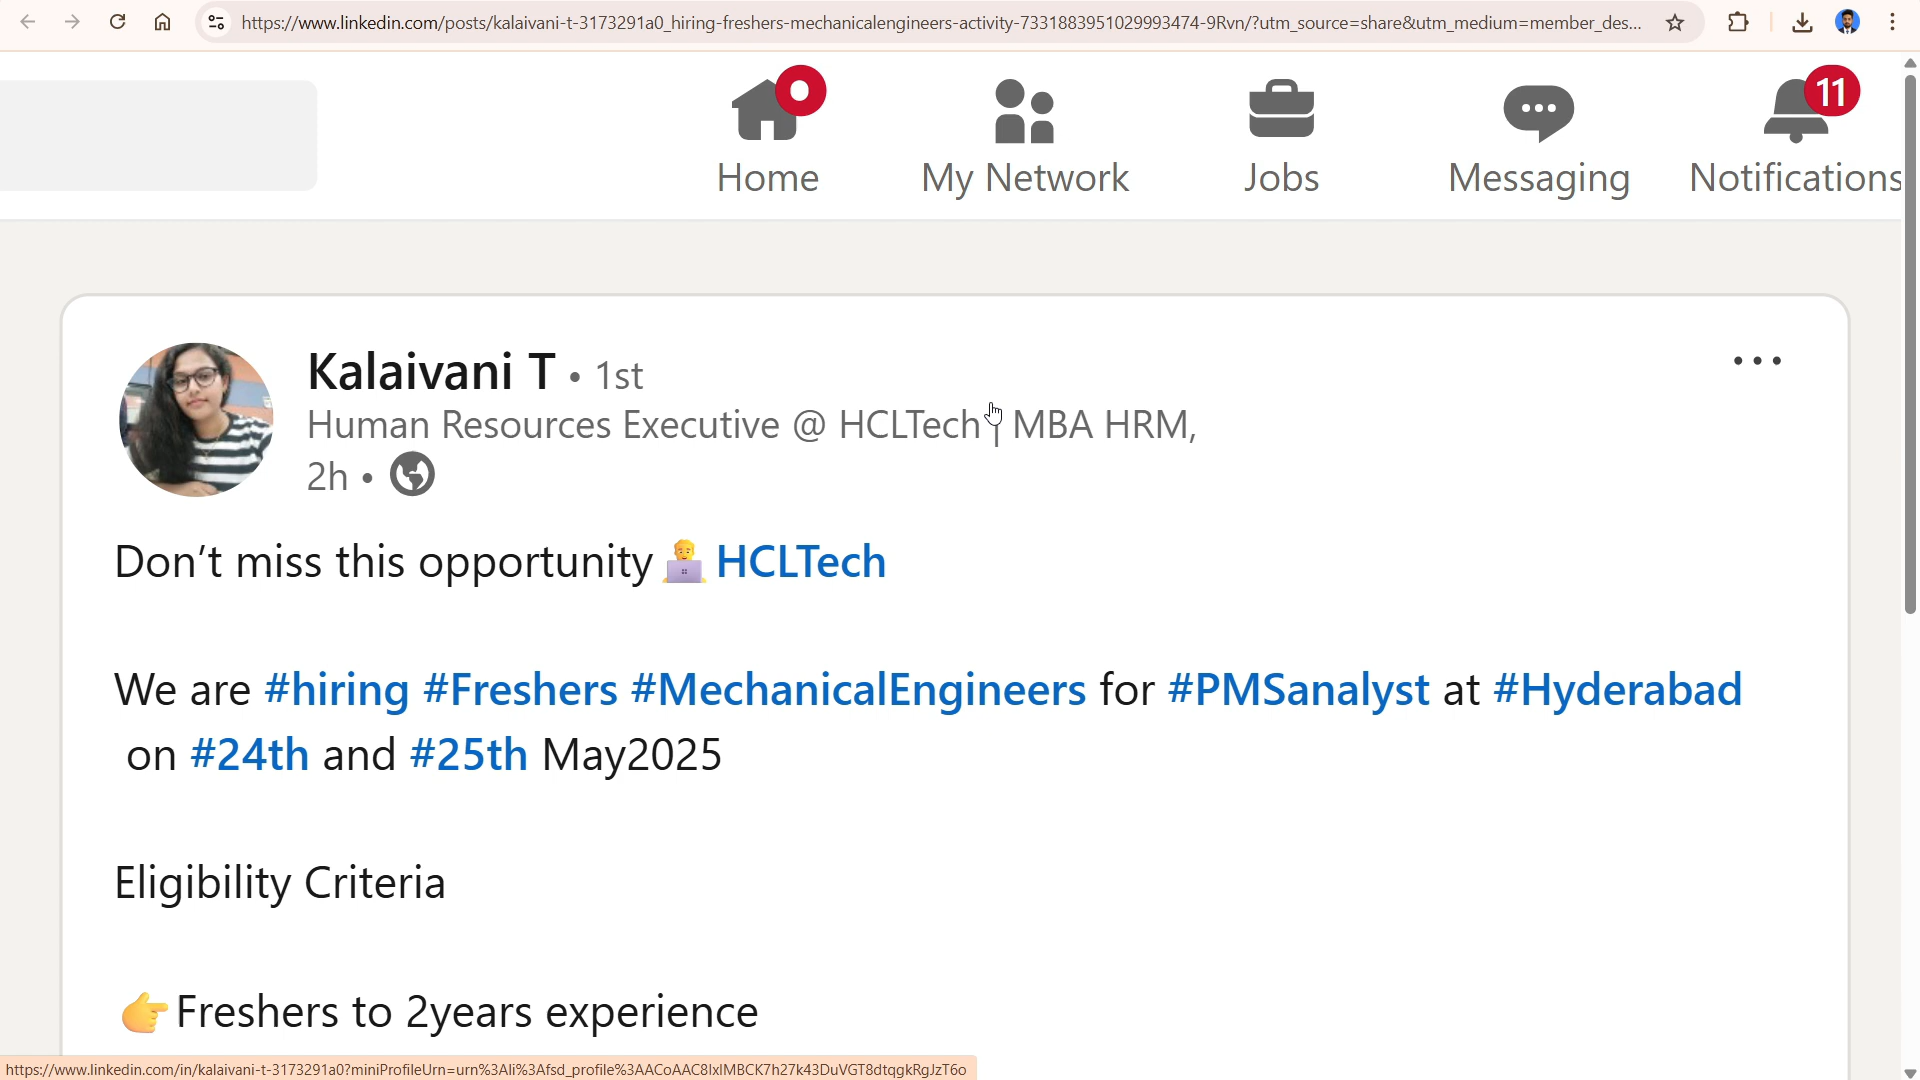 https://www.linkedin.com/posts/kalaivani-t-3173291a0_hiring-freshers-mechanicalengineers-activity-7331883951029993474-9Rvn/?utm_source=share&utm_medium=member_des...
Home
My Network
Jobs
Messaging
11
Notifications
Kalaivani T • 1st
Human Resources Executive @ HCLTech | MBA HRM,
2h •
Don’t miss this opportunity HCLTech
We are #hiring #Freshers #MechanicalEngineers for #PMSanalyst at #Hyderabad
on #24th and #25th May2025
Eligibility Criteria
Freshers to 2years experience
https://www.linkedin.com/in/kalaivani-t-3173291a0?miniProfileUrn=urn%3Ali%3Afsd_profile%3AACoAAC8IxIMBCK7h27k43DuVGT8dtqgkRgJzT6o